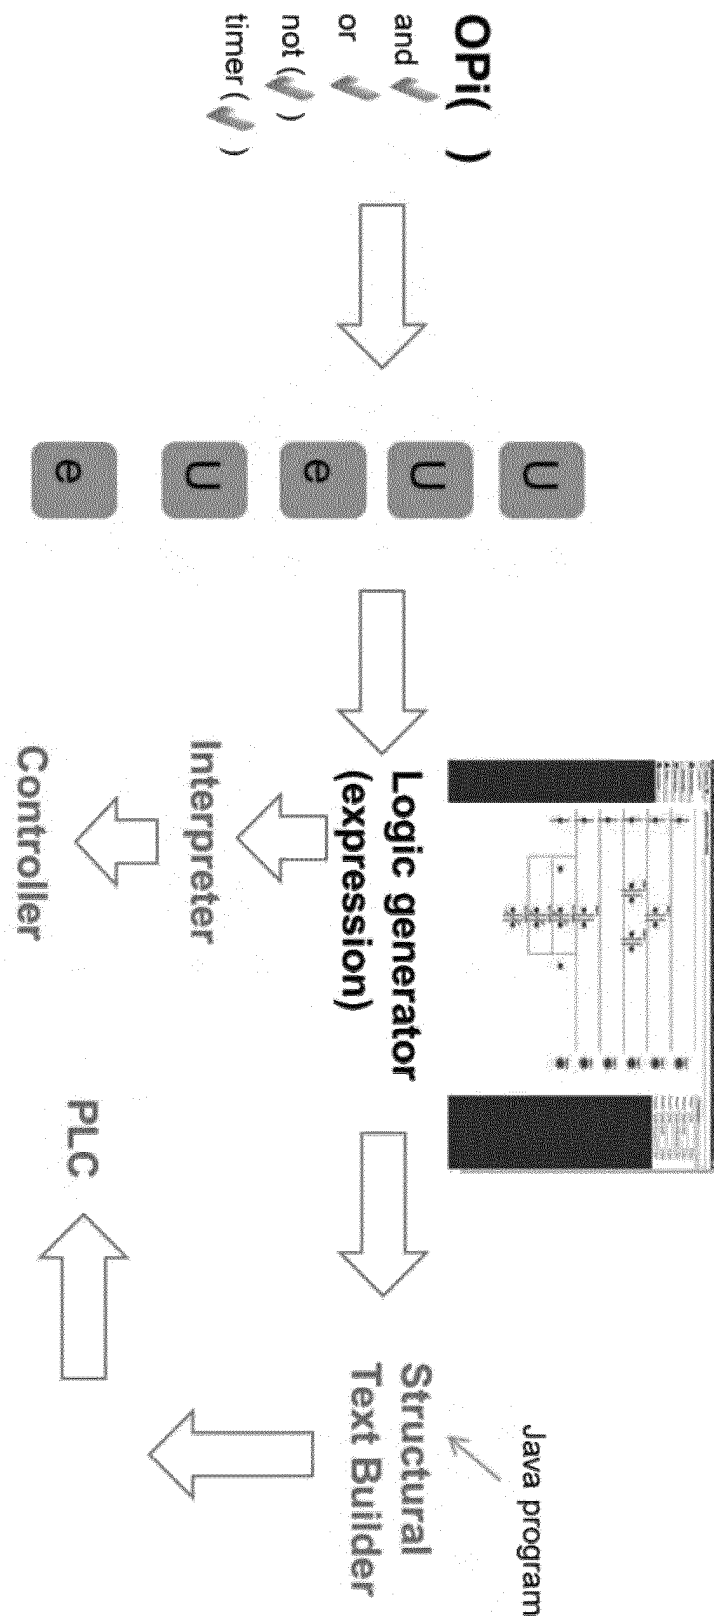 OPi( )
and ✓
or ✓
not (✓)
timer (✓)
U
U
e
U
e
Logic generator
(expression)
Interpreter
Controller
Java program
Structural
Text Builder
PLC